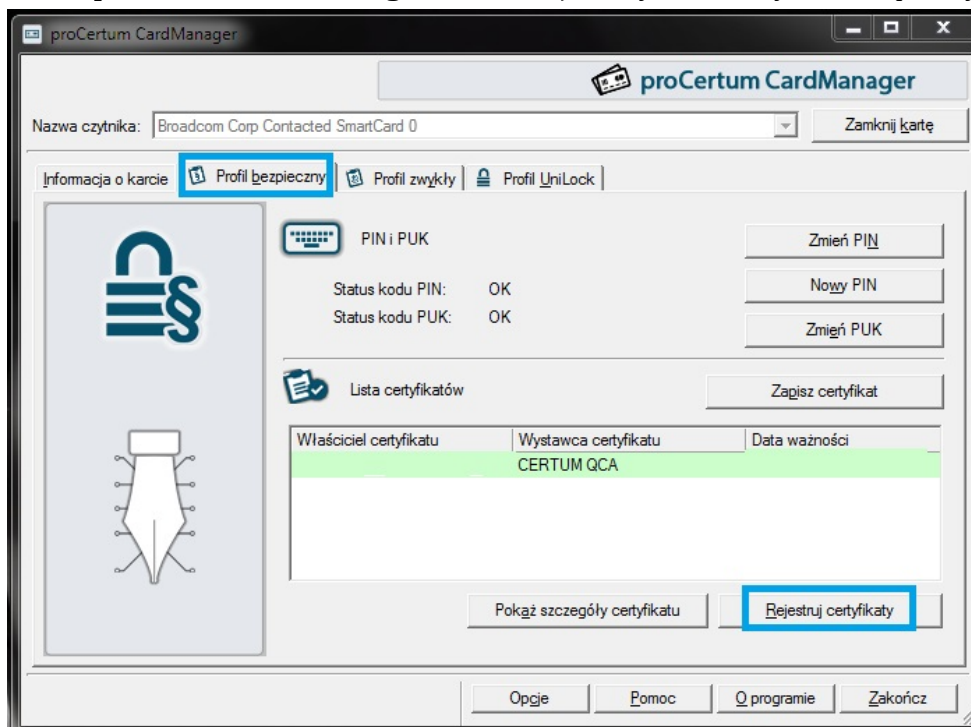 proCertum CardManager
proCertum CardManager
Nazwa czytnika: Broadcom Corp Contacted SmartCard 0 Zamknij kartę
Informacja o karcie Profil bezpieczny Profil zwykły Profil UniLock
PIN i PUK Zmień PIN
Status kodu PIN: OK Nowy PIN
Status kodu PUK: OK Zmień PUK
Lista certyfikatów Zapisz certyfikat
Właściciel certyfikatu Wystawca certyfikatu Data ważności
CERTUM QCA
Pokaż szczegóły certyfikatu Rejestruj certyfikaty
Opcje Pomoc O programie Zakończ